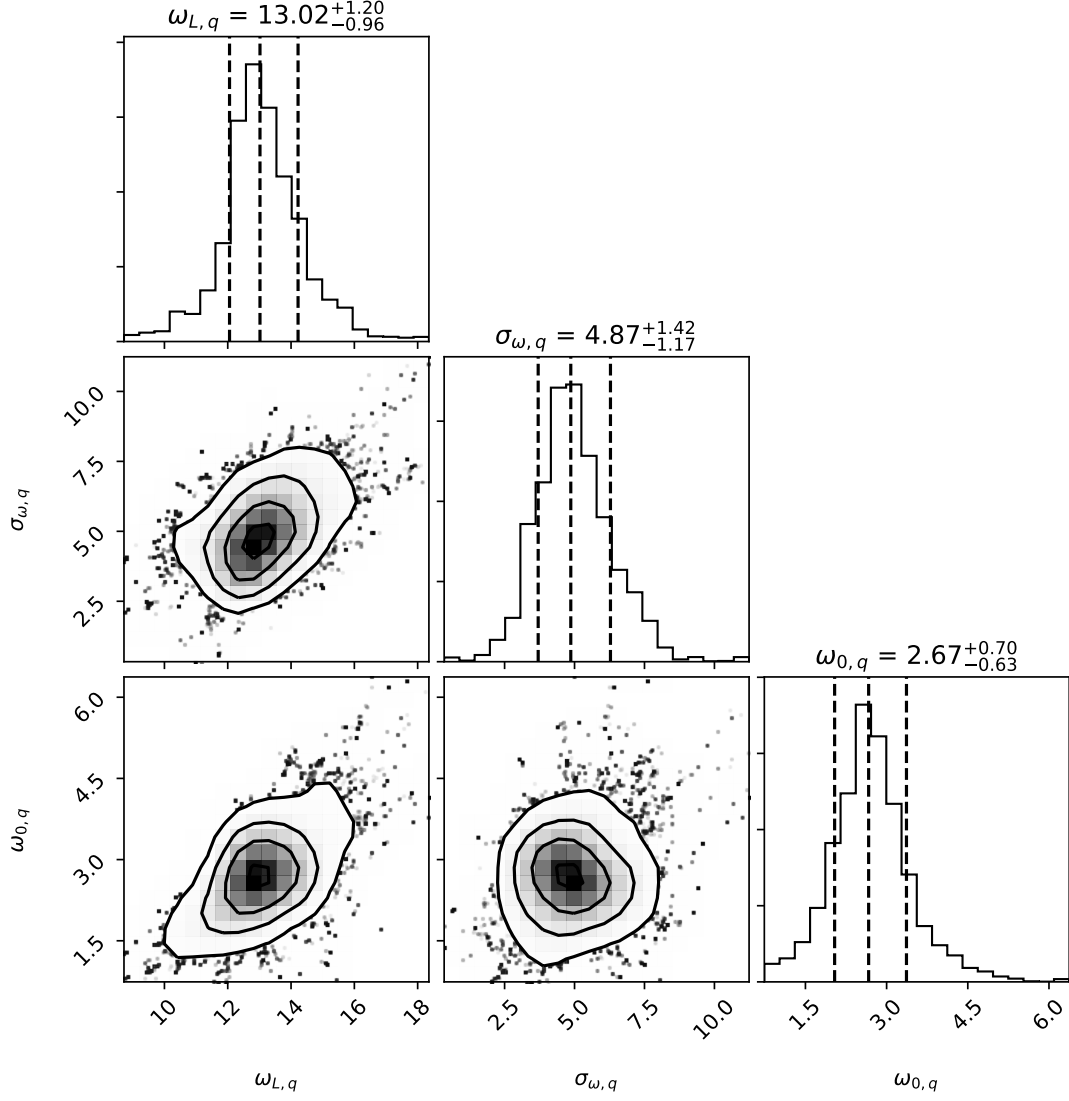 ω_{L,q} = 13.02^{+1.20}_{−0.96}
σ_{ω,q} = 4.87^{+1.42}_{−1.17}
10.0
7.5
5.0
2.5
σ_{ω,q}
ω_{0,q} = 2.67^{+0.70}_{−0.63}
6.0
4.5
3.0
1.5
ω_{0,q}
10 12 14 16 18
2.5 5.0 7.5 10.0
1.5 3.0 4.5 6.0
ω_{L,q} σ_{ω,q} ω_{0,q}